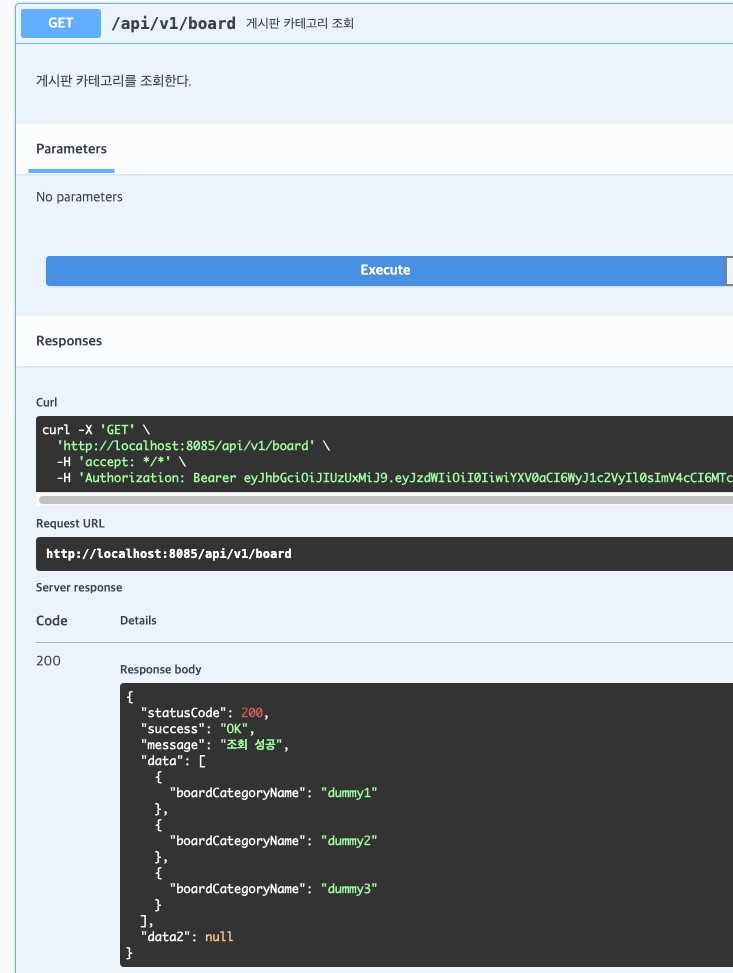 GET /api/v1/board 게시판 카테고리 조회
게시판 카테고리를 조회한다.
Parameters
No parameters
Execute
Responses
Curl
curl -X 'GET' \
  'http://localhost:8085/api/v1/board' \
  -H 'accept: */*' \
  -H 'Authorization: Bearer eyJhbGciOiJIUzUxMiJ9.eyJzdWIiOiI0IiwiYXV0aCI6WyJ1c2VyIl0sImV4cCI6MTc
Request URL
http://localhost:8085/api/v1/board
Server response
Code Details
200
Response body
{
  "statusCode": 200,
  "success": "OK",
  "message": "조회 성공",
  "data": [
    {
      "boardCategoryName": "dummy1"
    },
    {
      "boardCategoryName": "dummy2"
    },
    {
      "boardCategoryName": "dummy3"
    }
  ],
  "data2": null
}